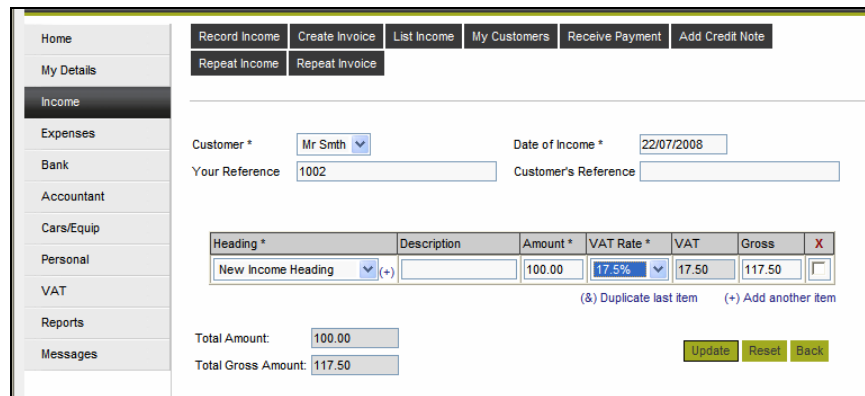 Home
My Details
Income
Expenses
Bank
Accountant
Cars/Equip
Personal
VAT
Reports
Messages
Record Income Create Invoice List Income My Customers Receive Payment Add Credit Note
Repeat Income Repeat Invoice
Customer * Mr Smth Date of Income * 22/07/2008
Your Reference 1002 Customer's Reference
Heading * Description Amount * VAT Rate * VAT Gross X
New Income Heading (+) 100.00 17.5% 17.50 117.50
(&) Duplicate last item (+) Add another item
Total Amount: 100.00
Total Gross Amount: 117.50
Update Reset Back